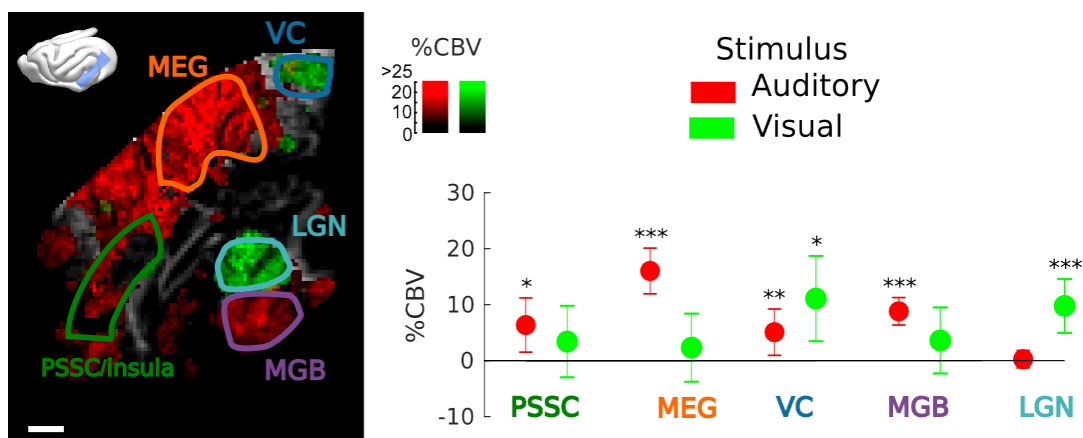 VC
MEG
LGN
PSSC/Insula
MGB
%CBV
>25
20
10
0
Stimulus
Auditory
Visual
%CBV
30
20
10
0
-10
*
***
**
*
***
***
PSSC
MEG
VC
MGB
LGN